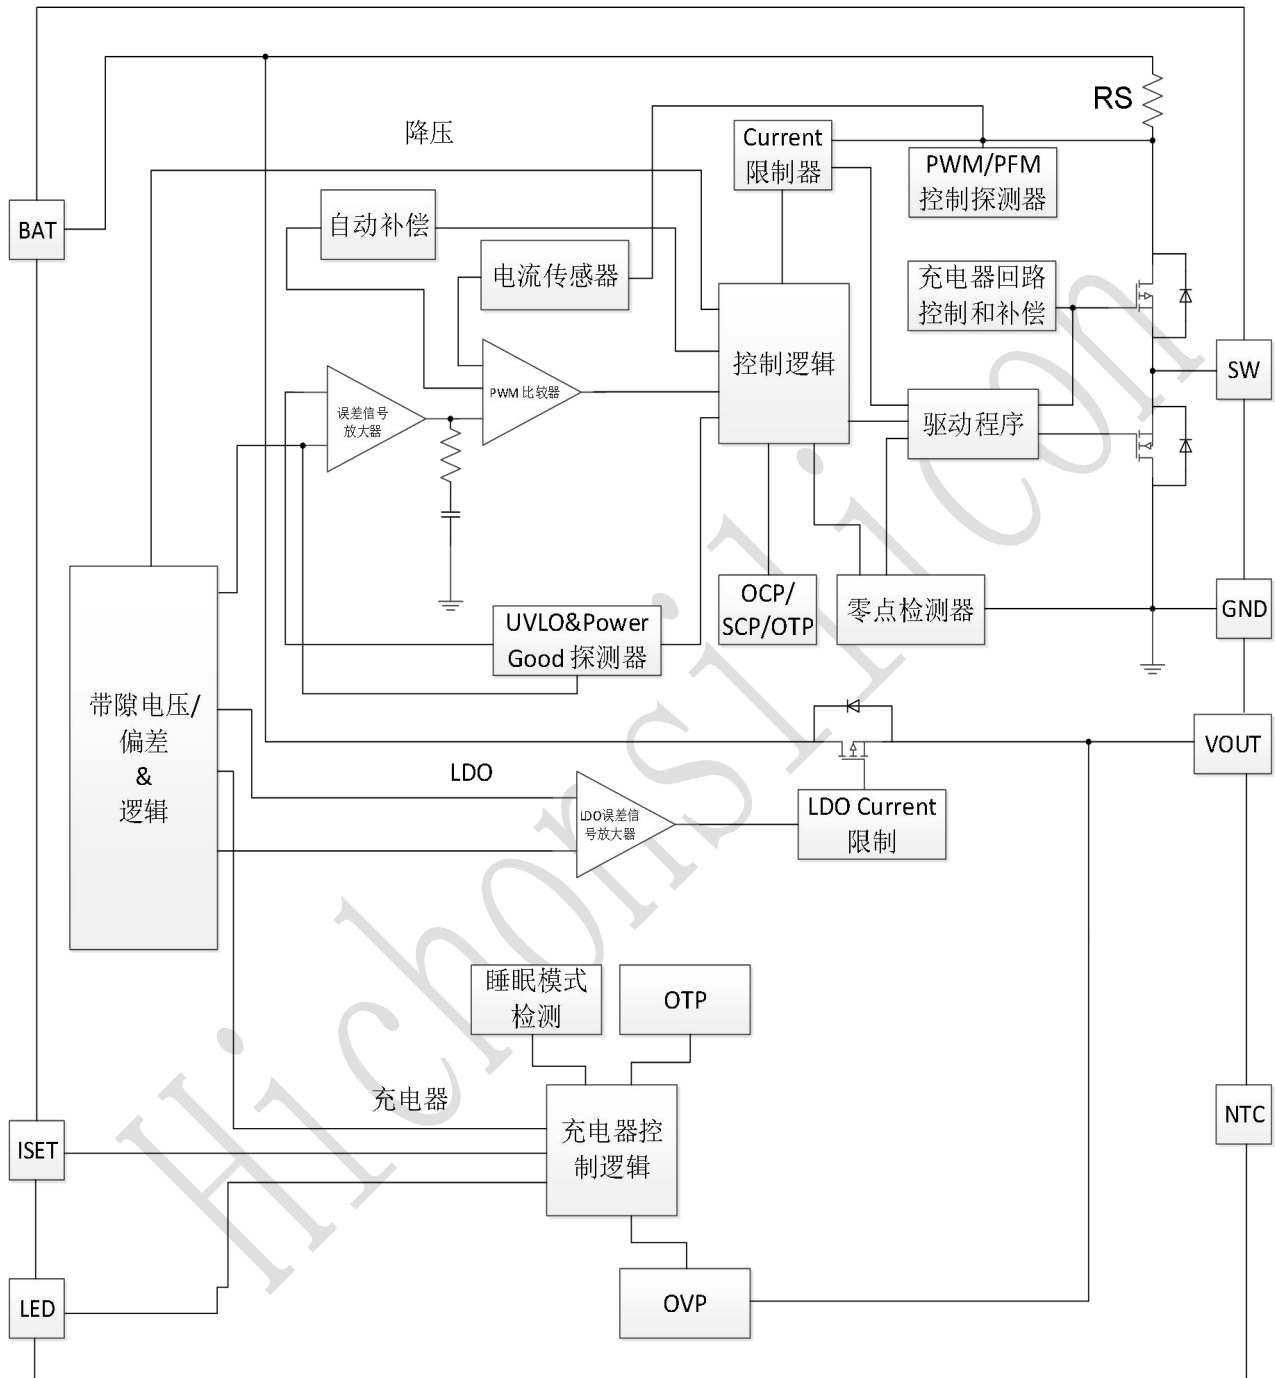 RS
降压
Current
限制器
PWM/PFM
控制探测器
BAT
自动补偿
电流传感器
充电器回路
控制和补偿
控制逻辑
SW
PWM 比较器
误差信号
放大器
驱动程序
OCP/
SCP/OTP
零点检测器
GND
UVLO&Power
Good 探测器
带隙电压/
偏差
&
逻辑
VOUT
LDO
LDO误差信
号放大器
LDO Current
限制
睡眠模式
检测
OTP
充电器
NTC
ISET
充电器控
制逻辑
LED
OVP
Hichonsilicon